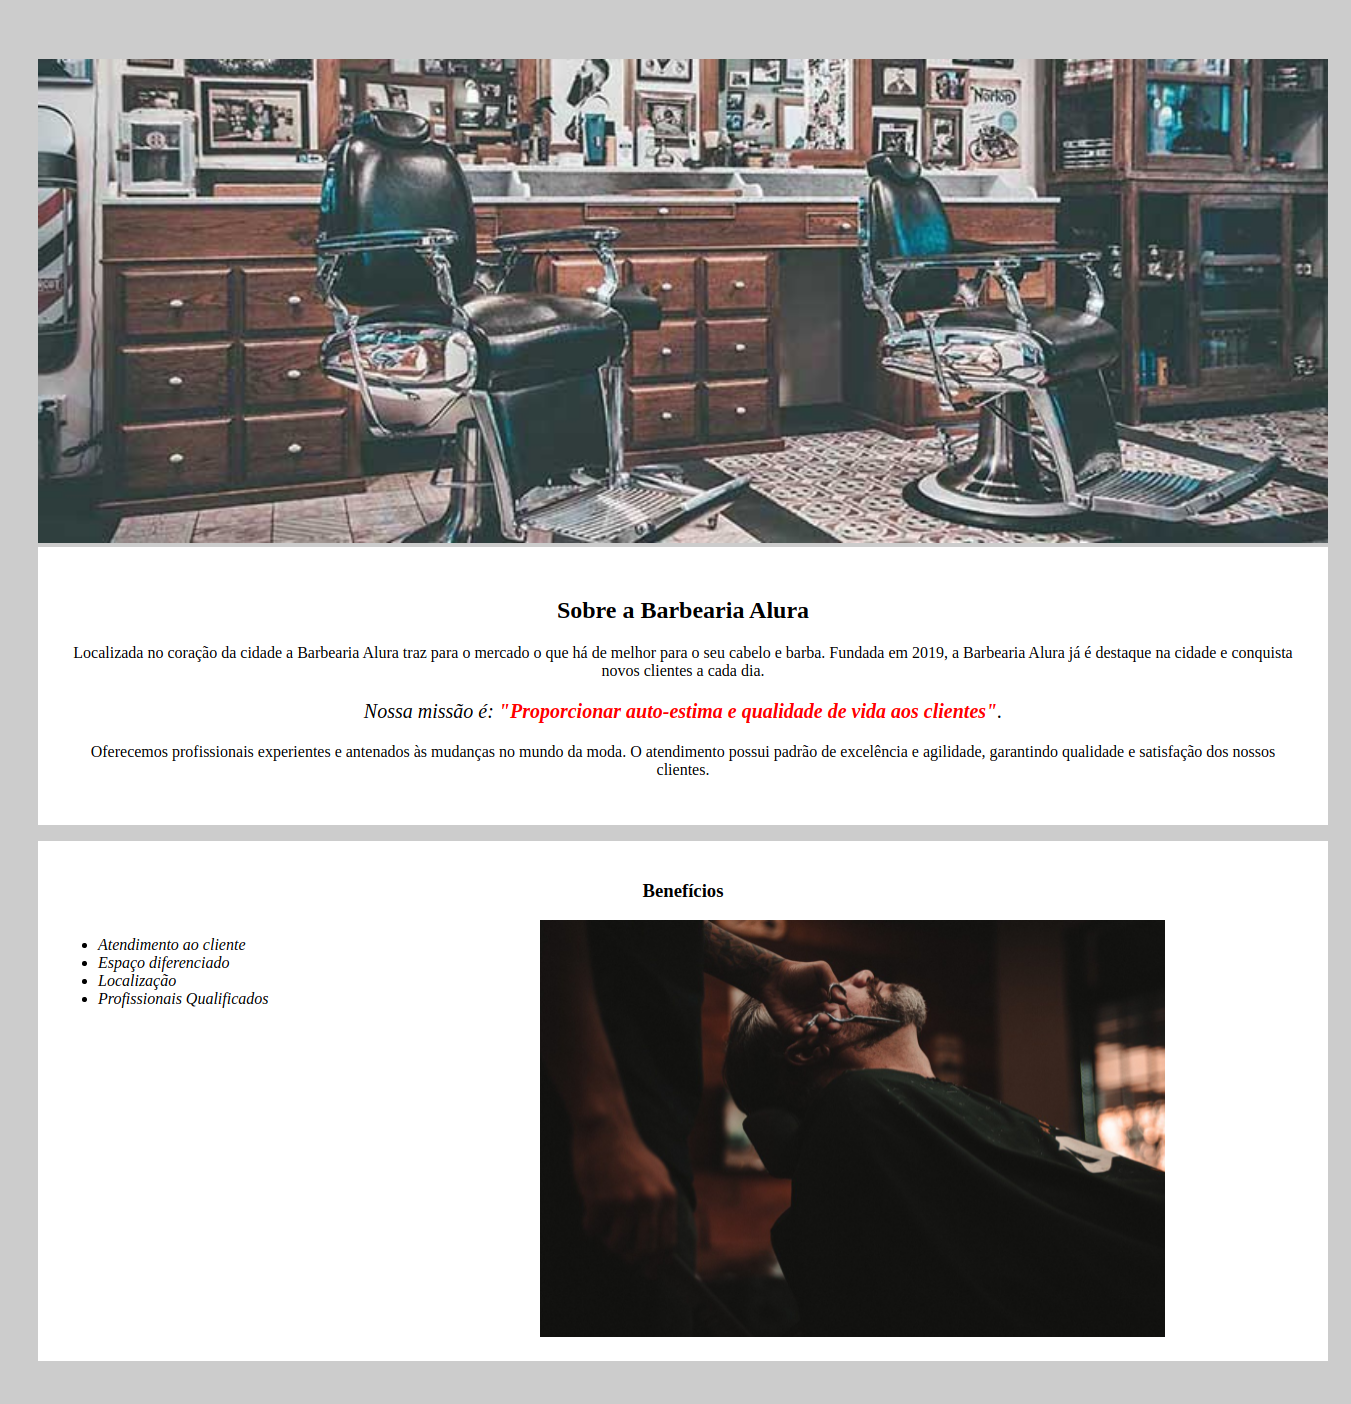 Norton
Sobre a Barbearia Alura
Localizada no coração da cidade a Barbearia Alura traz para o mercado o que há de melhor para o seu cabelo e barba. Fundada em 2019, a Barbearia Alura já é destaque na cidade e conquista
novos clientes a cada dia.
Nossa missão é: "Proporcionar auto-estima e qualidade de vida aos clientes".
Oferecemos profissionais experientes e antenados às mudanças no mundo da moda. O atendimento possui padrão de excelência e agilidade, garantindo qualidade e satisfação dos nossos
clientes.
Benefícios
Atendimento ao cliente
Espaço diferenciado
Localização
Profissionais Qualificados